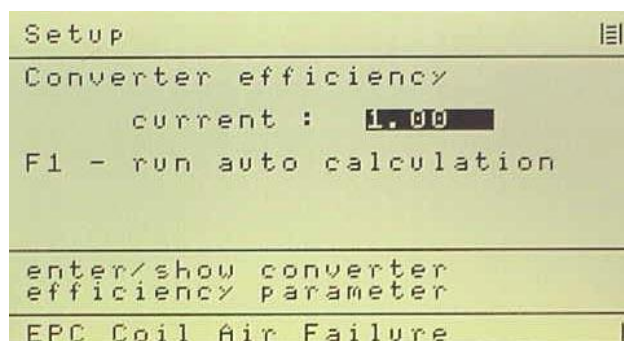 Setup
Converter efficiency
current : 1.00
F1 - run auto calculation
enter/show converter
efficiency parameter
EPC Coil Air Failure